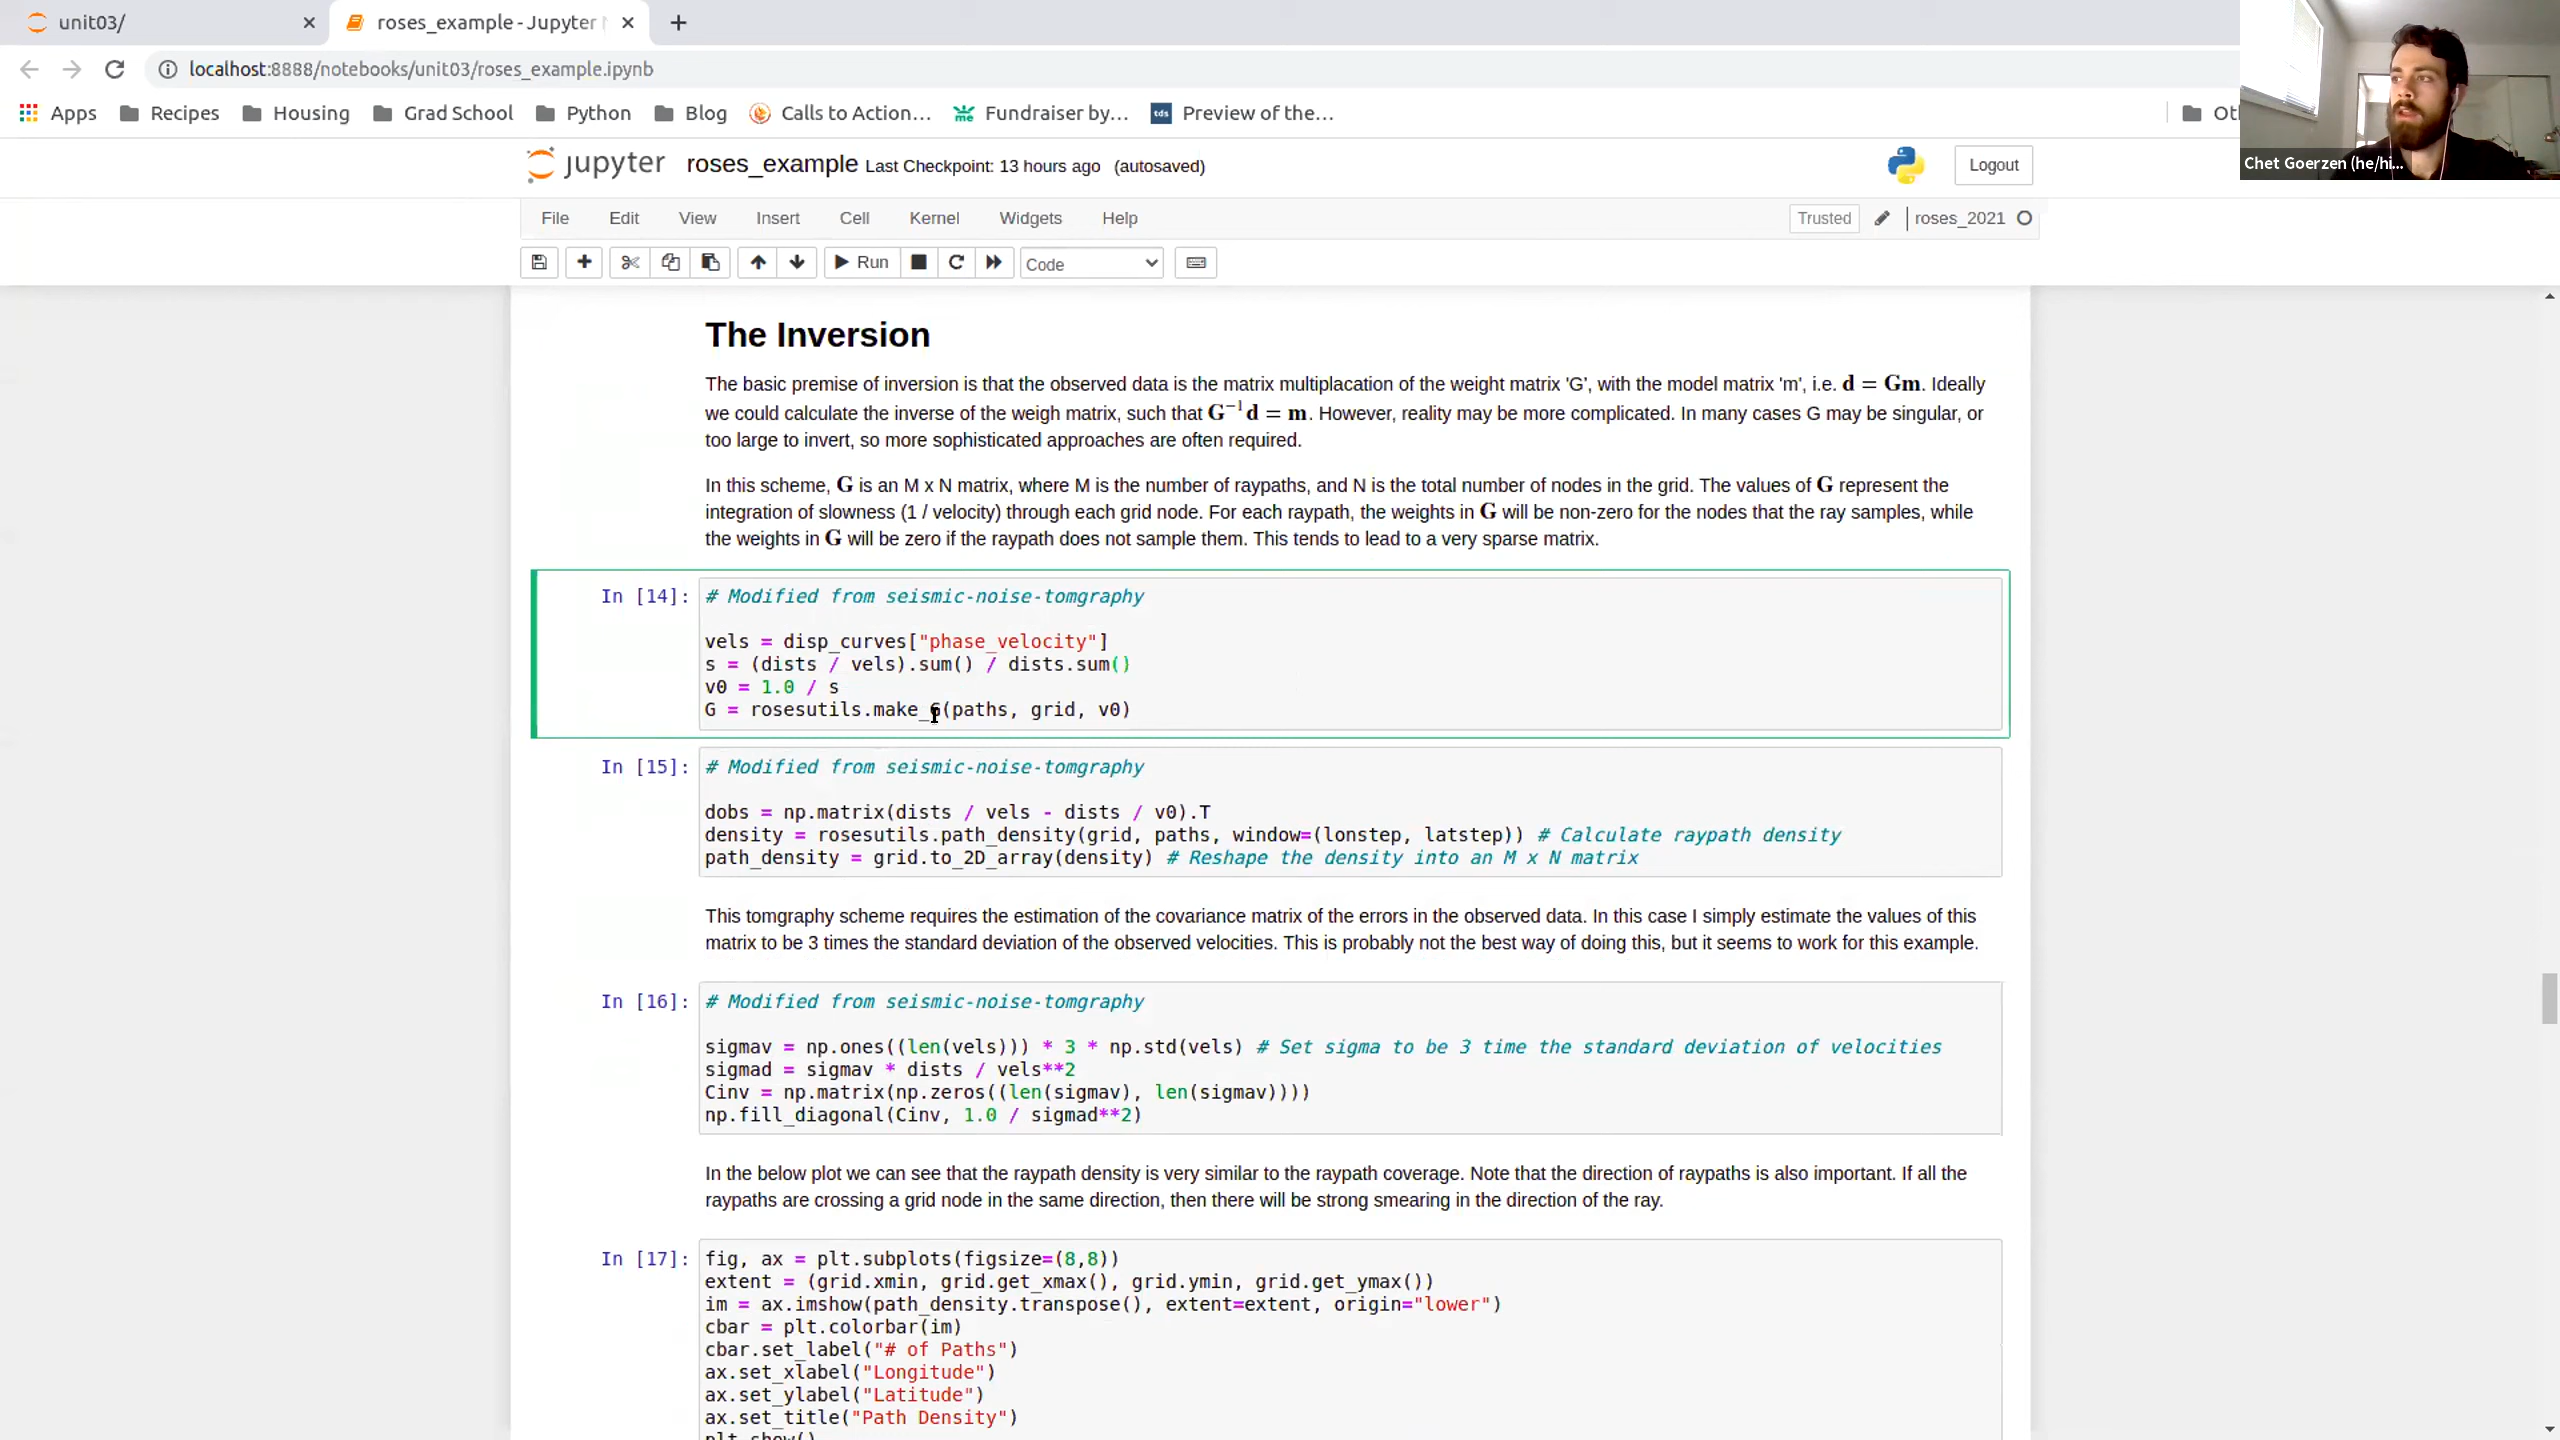 unit03/
roses_example - Jupyter N
localhost:8888/notebooks/unit03/roses_example.ipynb
Apps Recipes Housing Grad School Python Blog Calls to Action… Fundraiser by,… tds Preview of the… Oth
Chet Goerzen (he/hi...
jupyter roses_example Last Checkpoint: 13 hours ago (autosaved) Logout
File Edit View Insert Cell Kernel Widgets Help Trusted roses_2021
Run Code
The Inversion
The basic premise of inversion is that the observed data is the matrix multiplacation of the weight matrix 'G', with the model matrix 'm', i.e. d = Gm. Ideally
we could calculate the inverse of the weigh matrix, such that G⁻¹d = m. However, reality may be more complicated. In many cases G may be singular, or
too large to invert, so more sophisticated approaches are often required.
In this scheme, G is an M x N matrix, where M is the number of raypaths, and N is the total number of nodes in the grid. The values of G represent the
integration of slowness (1 / velocity) through each grid node. For each raypath, the weights in G will be non-zero for the nodes that the ray samples, while
the weights in G will be zero if the raypath does not sample them. This tends to lead to a very sparse matrix.
In [14]: # Modified from seismic-noise-tomgraphy
vels = disp_curves["phase_velocity"]
s = (dists / vels).sum() / dists.sum()
v0 = 1.0 / s
G = rosesutils.make_G(paths, grid, v0)
In [15]: # Modified from seismic-noise-tomgraphy
dobs = np.matrix(dists / vels - dists / v0).T
density = rosesutils.path_density(grid, paths, window=(lonstep, latstep)) # Calculate raypath density
path_density = grid.to_2D_array(density) # Reshape the density into an M x N matrix
This tomgraphy scheme requires the estimation of the covariance matrix of the errors in the observed data. In this case I simply estimate the values of this
matrix to be 3 times the standard deviation of the observed velocities. This is probably not the best way of doing this, but it seems to work for this example.
In [16]: # Modified from seismic-noise-tomgraphy
sigmav = np.ones((len(vels))) * 3 * np.std(vels) # Set sigma to be 3 time the standard deviation of velocities
sigmad = sigmav * dists / vels**2
Cinv = np.matrix(np.zeros((len(sigmav), len(sigmav))))
np.fill_diagonal(Cinv, 1.0 / sigmad**2)
In the below plot we can see that the raypath density is very similar to the raypath coverage. Note that the direction of raypaths is also important. If all the
raypaths are crossing a grid node in the same direction, then there will be strong smearing in the direction of the ray.
In [17]: fig, ax = plt.subplots(figsize=(8,8))
extent = (grid.xmin, grid.get_xmax(), grid.ymin, grid.get_ymax())
im = ax.imshow(path_density.transpose(), extent=extent, origin="lower")
cbar = plt.colorbar(im)
cbar.set_label("# of Paths")
ax.set_xlabel("Longitude")
ax.set_ylabel("Latitude")
ax.set_title("Path Density")
plt.show()